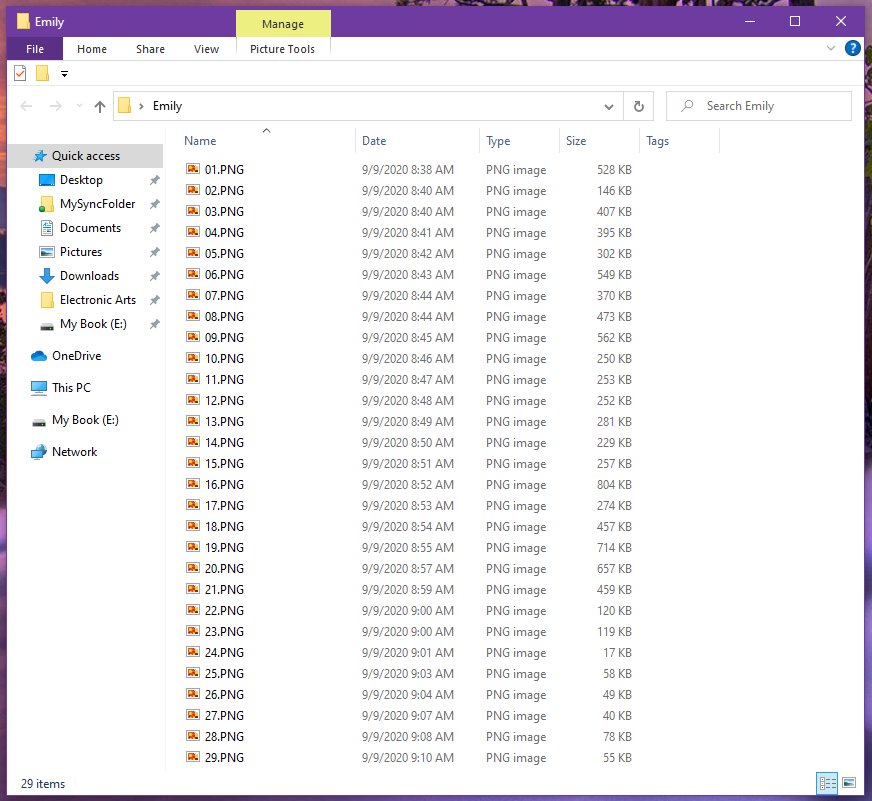 Emily
Manage
File Home Share View Picture Tools
?
Emily
Search Emily
Name Date Type Size Tags
Quick access
Desktop
MySyncFolder
Documents
Pictures
Downloads
Electronic Arts
My Book (E:)
OneDrive
This PC
My Book (E:)
Network
01.PNG 9/9/2020 8:38 AM PNG image 528 KB
02.PNG 9/9/2020 8:40 AM PNG image 146 KB
03.PNG 9/9/2020 8:40 AM PNG image 407 KB
04.PNG 9/9/2020 8:41 AM PNG image 395 KB
05.PNG 9/9/2020 8:42 AM PNG image 302 KB
06.PNG 9/9/2020 8:43 AM PNG image 549 KB
07.PNG 9/9/2020 8:44 AM PNG image 370 KB
08.PNG 9/9/2020 8:44 AM PNG image 473 KB
09.PNG 9/9/2020 8:45 AM PNG image 562 KB
10.PNG 9/9/2020 8:46 AM PNG image 250 KB
11.PNG 9/9/2020 8:47 AM PNG image 253 KB
12.PNG 9/9/2020 8:48 AM PNG image 252 KB
13.PNG 9/9/2020 8:49 AM PNG image 281 KB
14.PNG 9/9/2020 8:50 AM PNG image 229 KB
15.PNG 9/9/2020 8:51 AM PNG image 257 KB
16.PNG 9/9/2020 8:52 AM PNG image 804 KB
17.PNG 9/9/2020 8:53 AM PNG image 274 KB
18.PNG 9/9/2020 8:54 AM PNG image 457 KB
19.PNG 9/9/2020 8:55 AM PNG image 714 KB
20.PNG 9/9/2020 8:57 AM PNG image 657 KB
21.PNG 9/9/2020 8:59 AM PNG image 459 KB
22.PNG 9/9/2020 9:00 AM PNG image 120 KB
23.PNG 9/9/2020 9:00 AM PNG image 119 KB
24.PNG 9/9/2020 9:01 AM PNG image 17 KB
25.PNG 9/9/2020 9:03 AM PNG image 58 KB
26.PNG 9/9/2020 9:04 AM PNG image 49 KB
27.PNG 9/9/2020 9:07 AM PNG image 40 KB
28.PNG 9/9/2020 9:08 AM PNG image 78 KB
29.PNG 9/9/2020 9:10 AM PNG image 55 KB
29 items